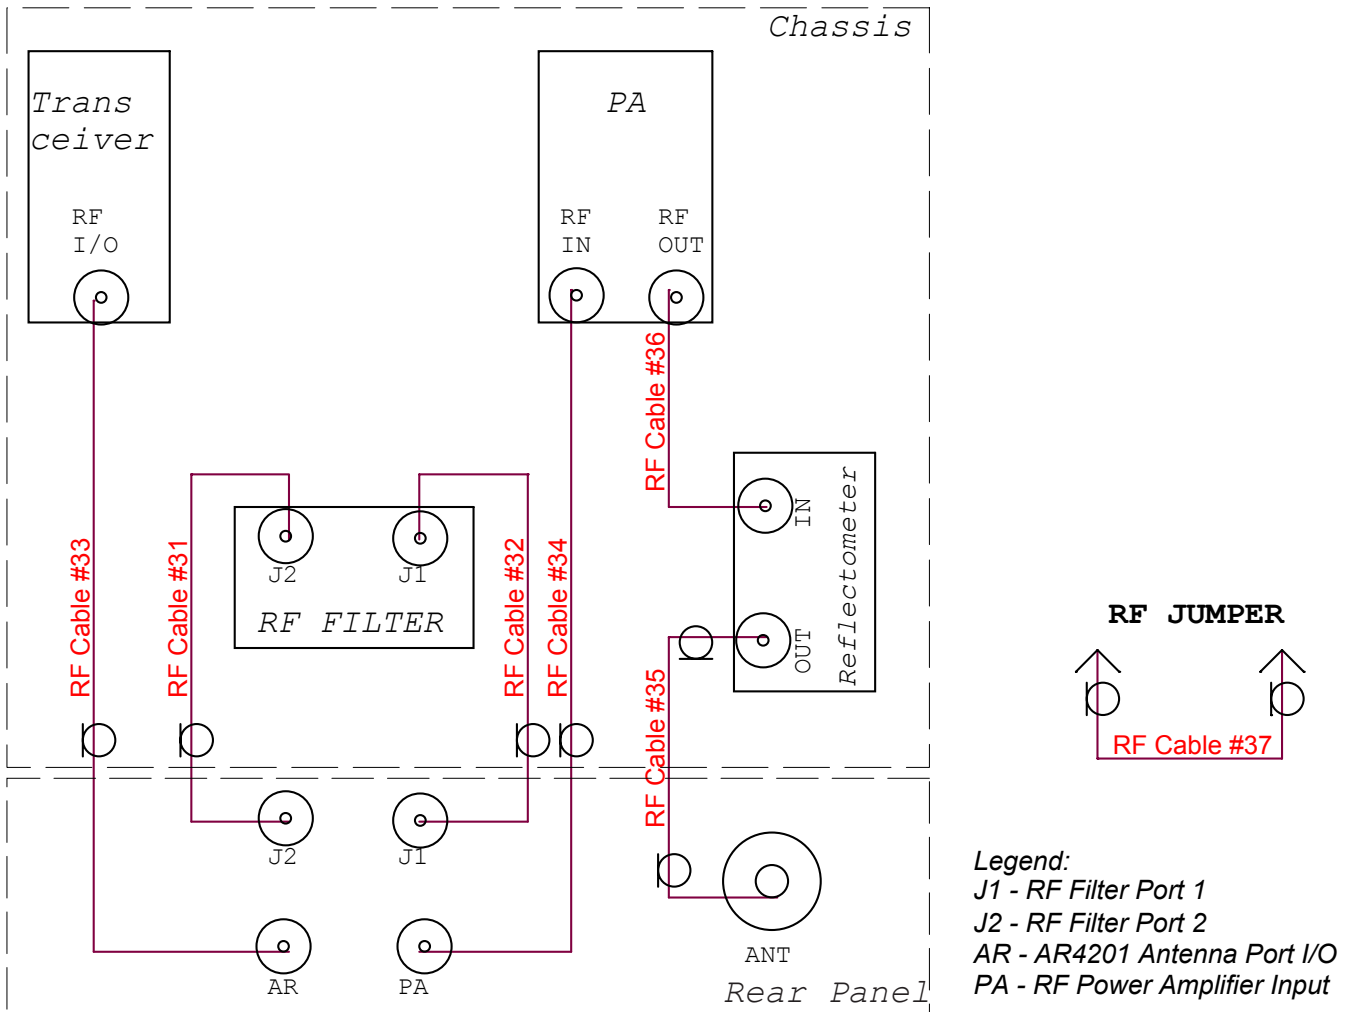 Chassis
Trans
ceiver
PA
RF
I/O
RF
IN
RF
OUT
RF Cable #36
RF Cable #33
RF Cable #31
J2
J1
RF FILTER
RF Cable #32
RF Cable #34
IN
OUT
Reflectometer
RF Cable #35
RF JUMPER
RF Cable #37
J2
J1
AR
PA
ANT
Rear Panel
Legend:
J1 - RF Filter Port 1
J2 - RF Filter Port 2
AR - AR4201 Antenna Port I/O
PA - RF Power Amplifier Input